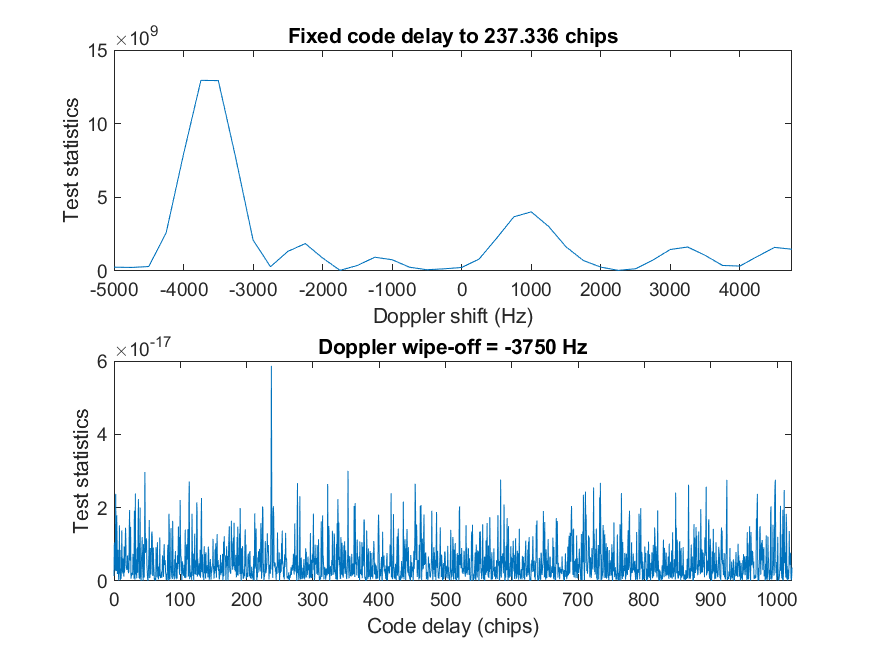 ×10^9
Fixed code delay to 237.336 chips
15
10
5
0
Test statistics
-5000 -4000 -3000 -2000 -1000 0 1000 2000 3000 4000
Doppler shift (Hz)
×10^-17
Doppler wipe-off = -3750 Hz
6
4
2
0
Test statistics
0 100 200 300 400 500 600 700 800 900 1000
Code delay (chips)